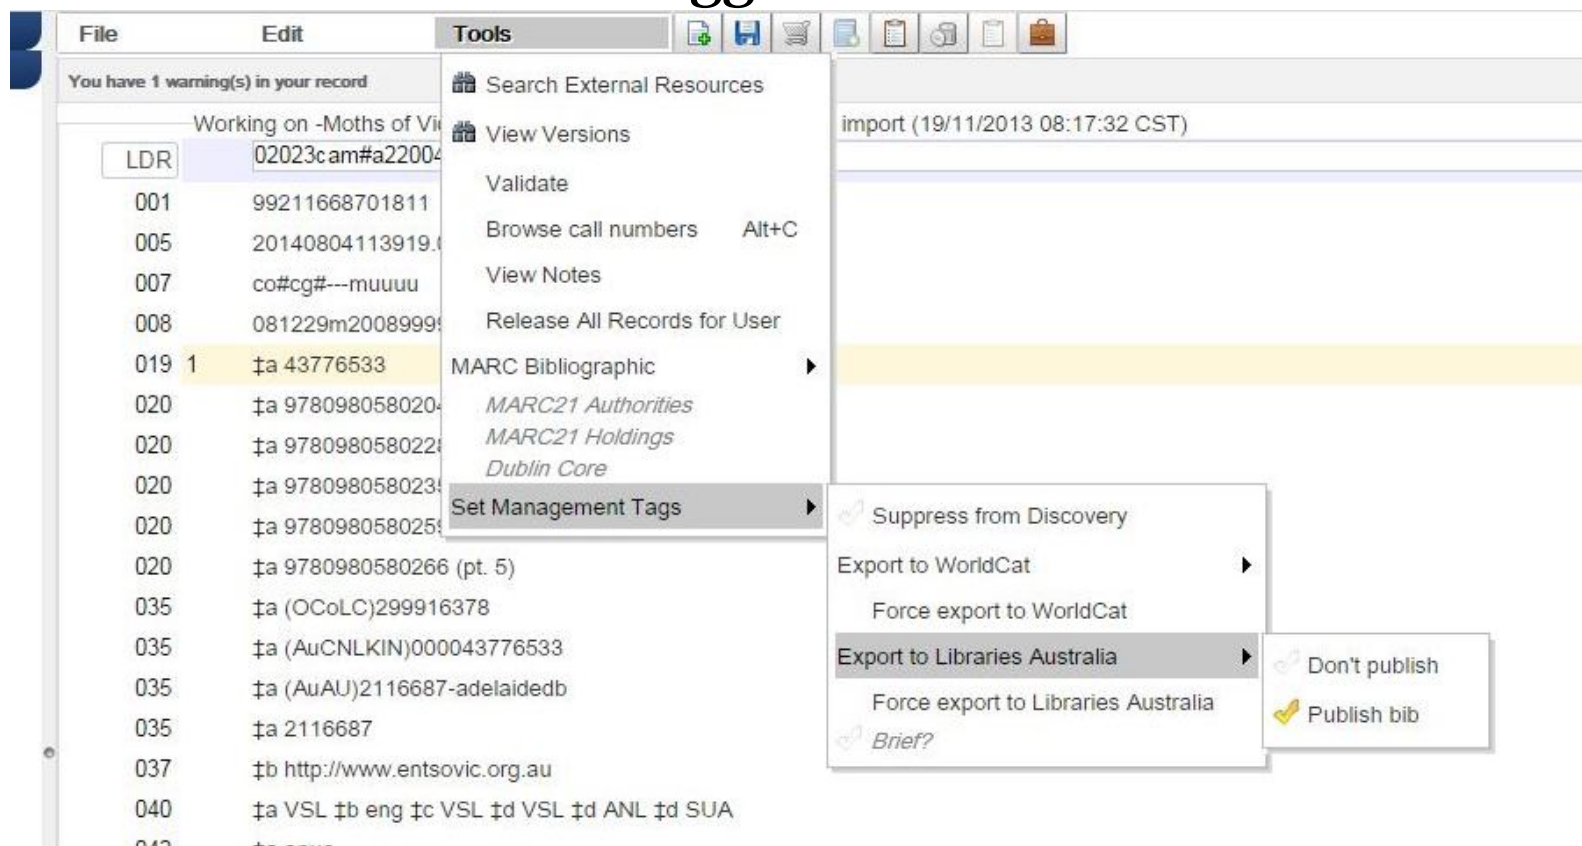 gg
File Edit Tools
You have 1 warning(s) in your record
Working on -Moths of Vi import (19/11/2013 08:17:32 CST)
LDR 02023cam#a22004
001 99211668701811
005 20140804113919.
007 co#cg#---muuuu
008 081229m2008999
019 1 ‡a 43776533
020 ‡a 978098058020
020 ‡a 978098058022
020 ‡a 978098058023
020 ‡a 978098058025
020 ‡a 9780980580266 (pt. 5)
035 ‡a (OCoLC)299916378
035 ‡a (AuCNLKIN)000043776533
035 ‡a (AuAU)2116687-adelaidedb
035 ‡a 2116687
037 ‡b http://www.entsovic.org.au
040 ‡a VSL ‡b eng ‡c VSL ‡d VSL ‡d ANL ‡d SUA
Search External Resources
View Versions
Validate
Browse call numbers Alt+C
View Notes
Release All Records for User
MARC Bibliographic
MARC21 Authorities
MARC21 Holdings
Dublin Core
Set Management Tags
Suppress from Discovery
Export to WorldCat
Force export to WorldCat
Export to Libraries Australia
Force export to Libraries Australia
Brief?
Don't publish
Publish bib